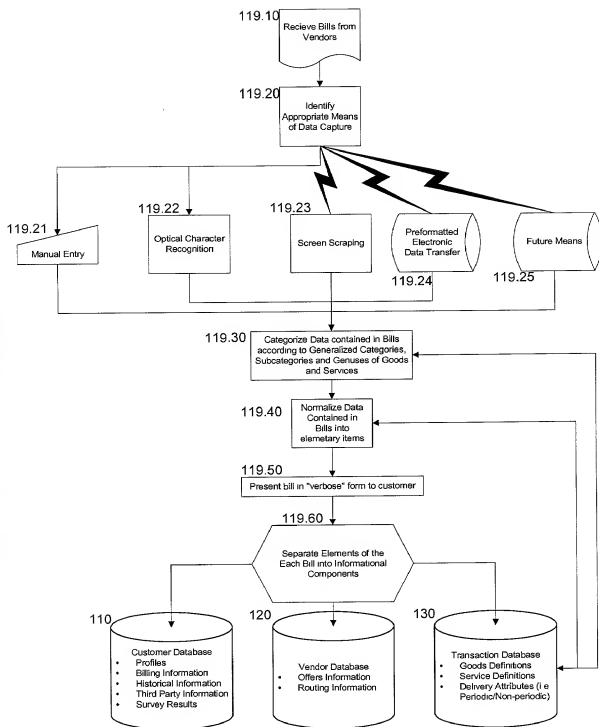 119.10
Recieve Bills from
Vendors
119.20
Identify
Appropriate Means
of Data Capture
119.21
Manual Entry
119.22
Optical Character
Recognition
119.23
Screen Scraping
Preformatted
Electronic
Data Transfer
119.24
Future Means
119.25
119.30
Categorize Data contained in Bills
according to Generalized Categories,
Subcategories and Genuses of Goods
and Services
119.40
Normalize Data
Contained in
Bills into
elemetary items
119.50
Present bill in "verbose" form to customer
119.60
Separate Elements of the
Each Bill into Informational
Components
110
Customer Database
• Profiles
• Billing Information
• Historical Information
• Third Party Information
• Survey Results
120
Vendor Database
• Offers Information
• Routing Information
130
Transaction Database
• Goods Definitions
• Service Definitions
• Delivery Attributes (i e
Periodic/Non-periodic)